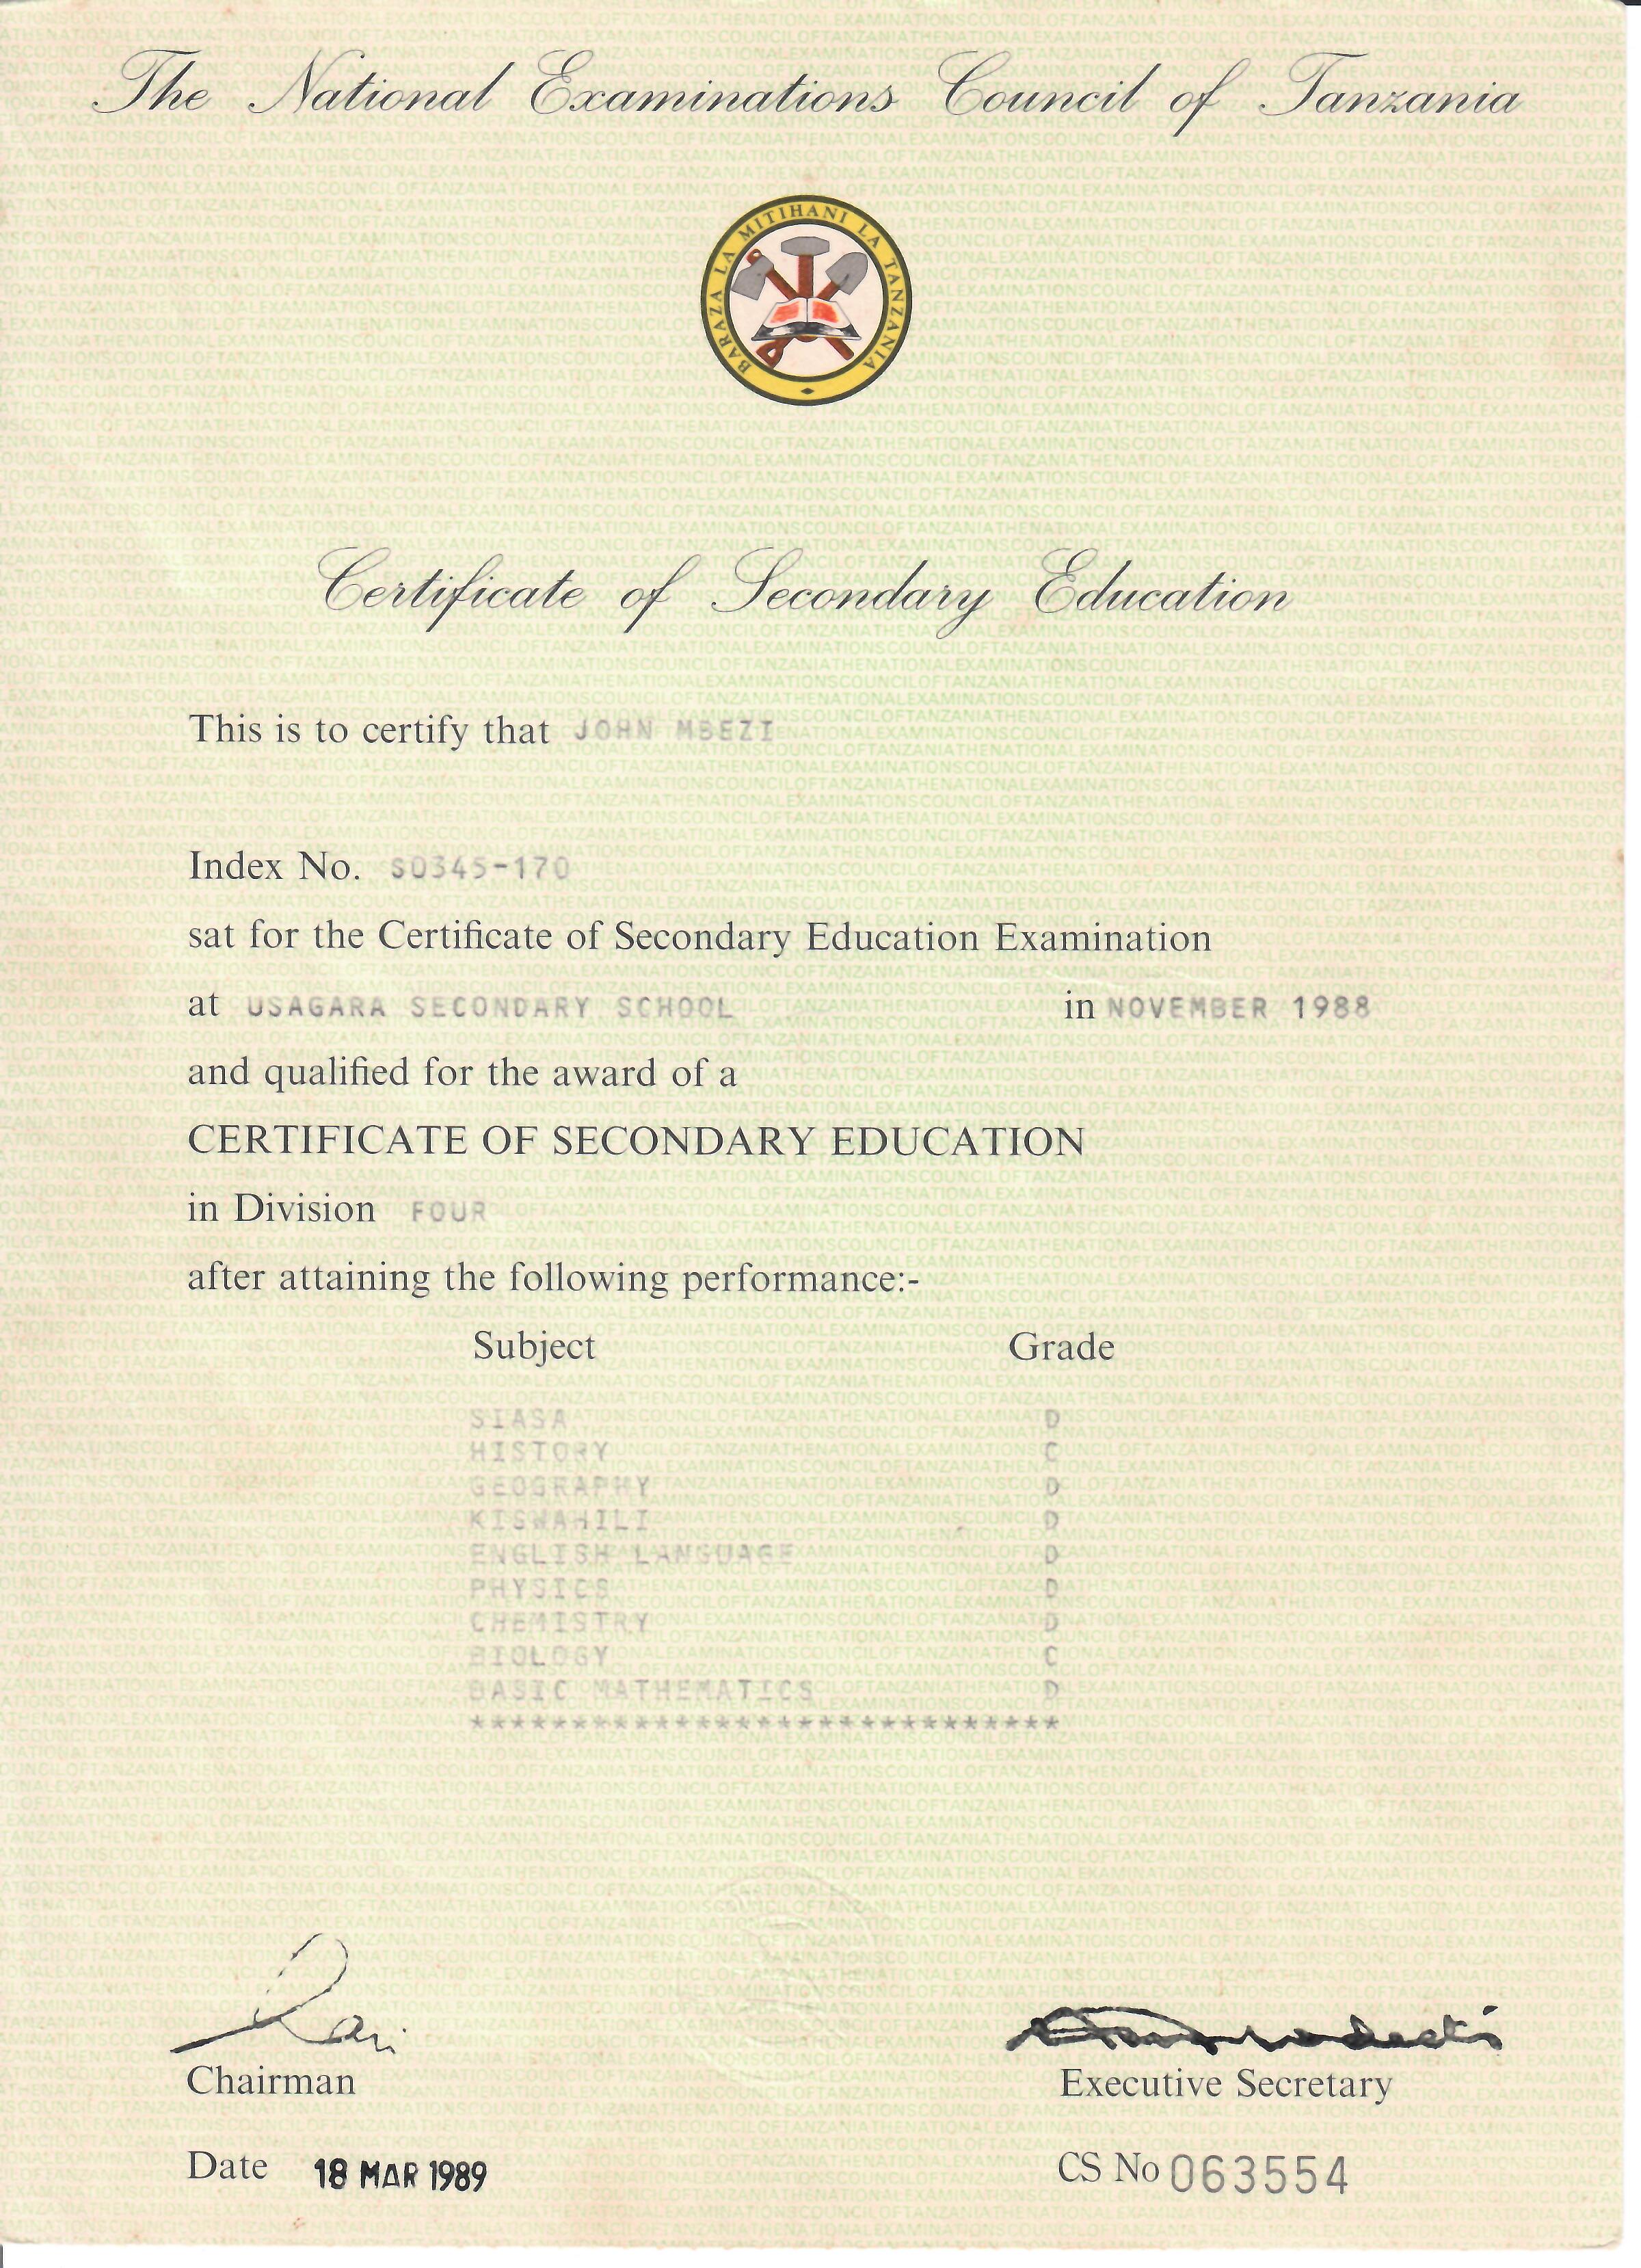 The National Examinations Council of Tanzania
BARAZA LA MITIHANI LA TANZANIA
Certificate of Secondary Education
This is to certify that JOHN MBEZI
Index No. S0345-170
sat for the Certificate of Secondary Education Examination
at USAGARA SECONDARY SCHOOL in NOVEMBER 1988
and qualified for the award of a
CERTIFICATE OF SECONDARY EDUCATION
in Division FOUR
after attaining the following performance:-
Subject Grade
SIASA D
HISTORY C
GEOGRAPHY D
KISWAHILI D
ENGLISH LANGUAGE D
PHYSICS D
CHEMISTRY D
BIOLOGY C
BASIC MATHEMATICS D
*****************************
Chairman Executive Secretary
Date 18 MAR 1989 CS No 063554